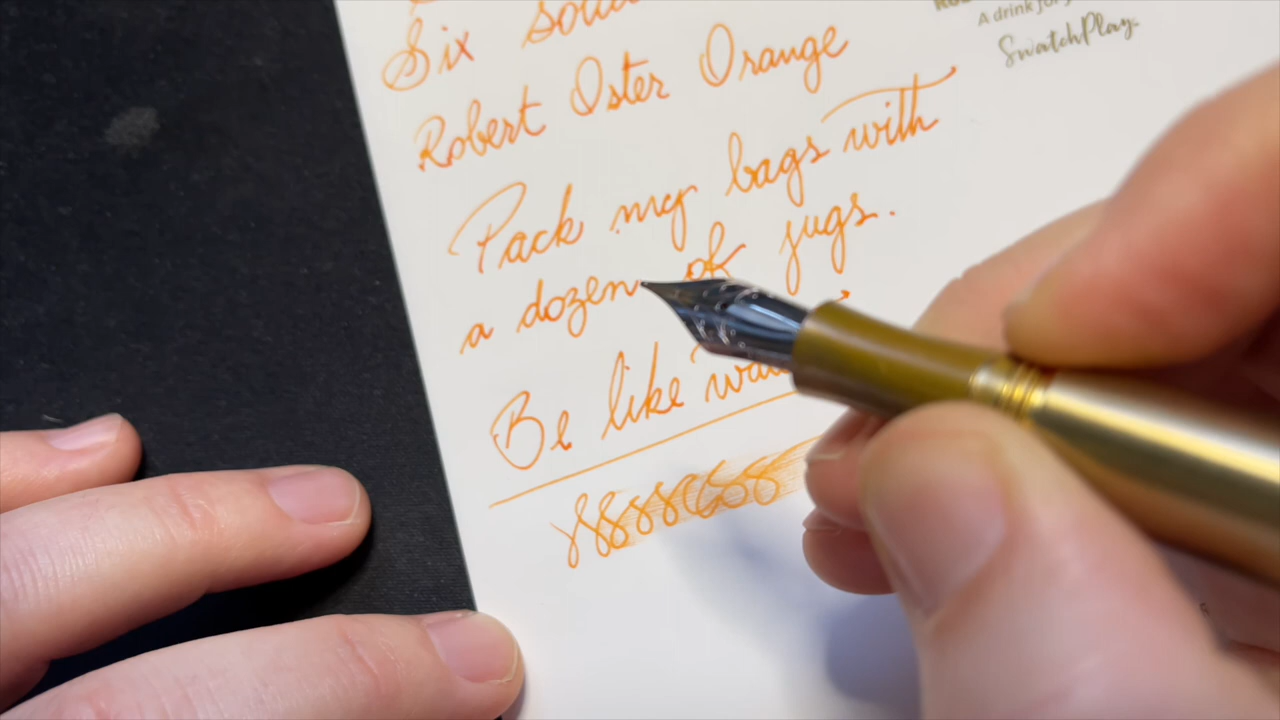 Six
Robert Oster Orange
Pack my bags with
a dozen of jugs.
Be like
A drink for
SwatchPlay.